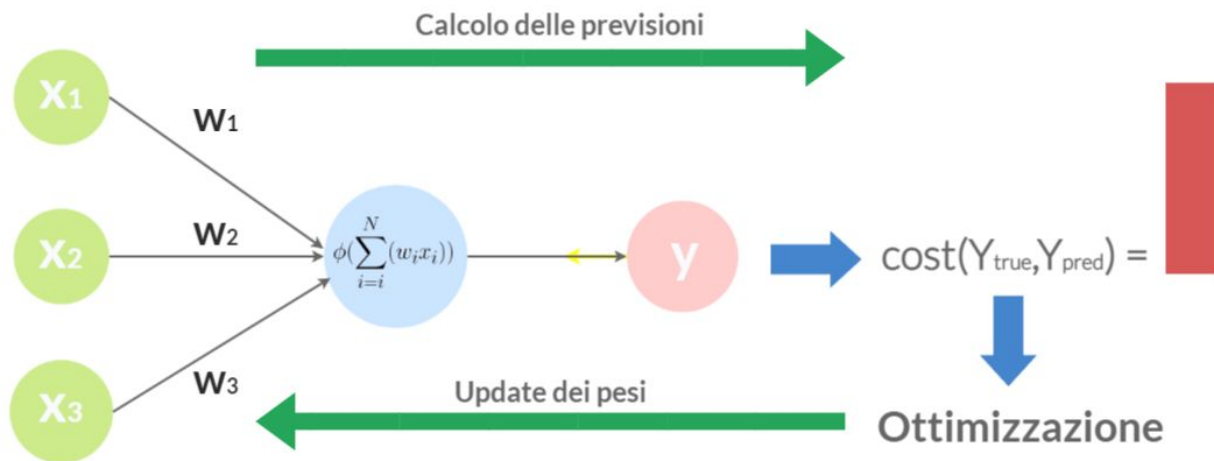 Calcolo delle previsioni
X1
W1
X2
W2
ϕ(∑_{i=i}^{N}(w_i x_i))
y
cost(Ytrue,Ypred) =
X3
W3
Update dei pesi
Ottimizzazione